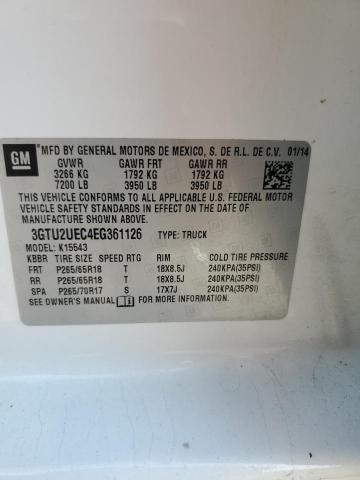 GM
MFD BY GENERAL MOTORS DE MEXICO, S. DE R.L. DE C.V. 01/14
GVWR GAWR FRT GAWR RR
3266 KG 1792 KG 1792 KG
7200 LB 3950 LB 3950 LB
THIS VEHICLE CONFORMS TO ALL APPLICABLE U.S. FEDERAL MOTOR
VEHICLE SAFETY STANDARDS IN EFFECT ON THE DATE OF
MANUFACTURE SHOWN ABOVE.
3GTU2UEC4EG361126 TYPE: TRUCK
MODEL: K15543
KBBR TIRE SIZE SPEED RTG RIM COLD TIRE PRESSURE
FRT P265/65R18 T 18X8.5J 240KPA(35PSI)
RR P265/65R18 T 18X8.5J 240KPA(35PSI)
SPA P265/70R17 S 17X7J 240KPA(35PSI)
SEE OWNER'S MANUAL FOR MORE INFORMATION.